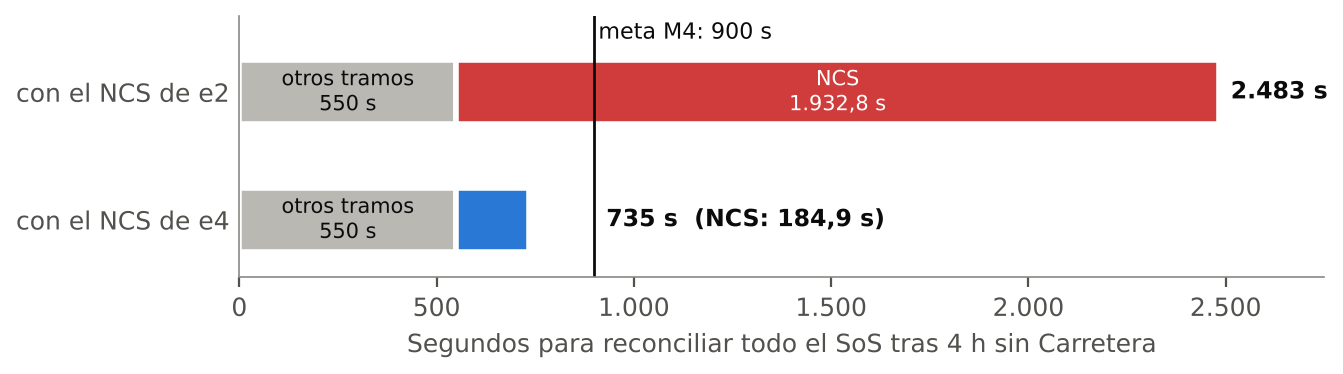 meta M4: 900 s
con el NCS de e2
otros tramos
550 s
NCS
1.932,8 s
2.483 s
con el NCS de e4
otros tramos
550 s
735 s (NCS: 184,9 s)
0
500
1.000
1.500
2.000
2.500
Segundos para reconciliar todo el SoS tras 4 h sin Carretera